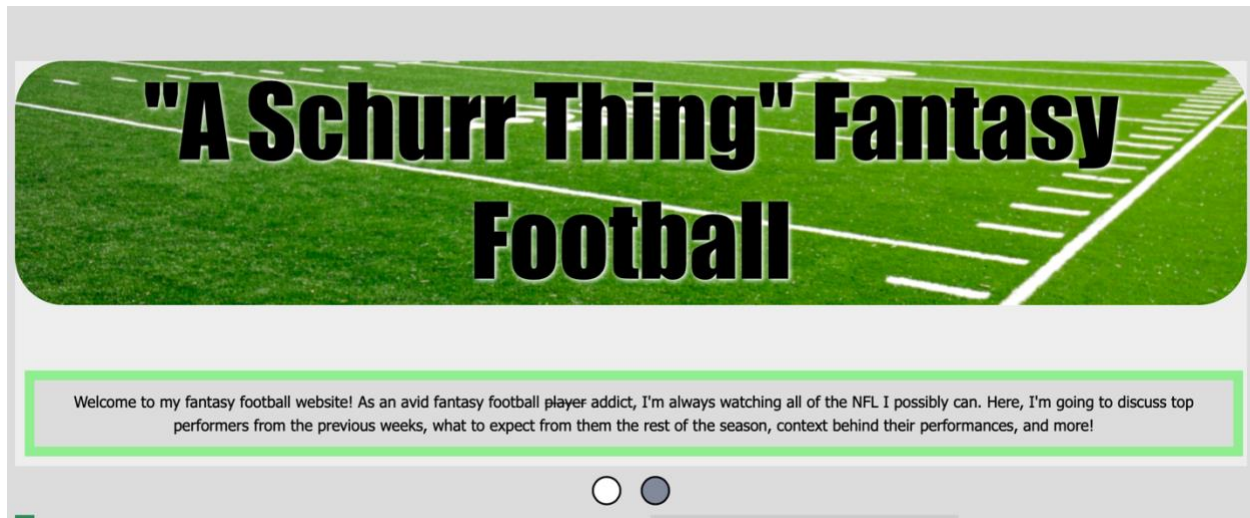 "A Schurr Thing" Fantasy
Football
Welcome to my fantasy football website! As an avid fantasy football player addict, I'm always watching all of the NFL I possibly can. Here, I'm going to discuss top
performers from the previous weeks, what to expect from them the rest of the season, context behind their performances, and more!